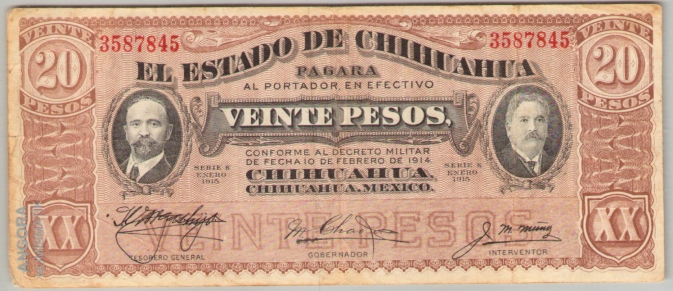 VEINTE
20
PESOS
3587845
3587845
VEINTE
20
PESOS
EL ESTADO DE CHIHUAHUA
PAGARA
AL PORTADOR EN EFECTIVO
VEINTE PESOS,
CONFORME AL DECRETO MILITAR
DE FECHA 10 DE FEBRERO DE 1914.
CHIHUAHUA,
CHIHUAHUA, MEXICO.
SERIE K
ENERO
1915
SERIE K
ENERO
1915
VEINTE PESOS
XX
XX
TESORERO GENERAL
GOBERNADOR
INTERVENTOR
ANCORA